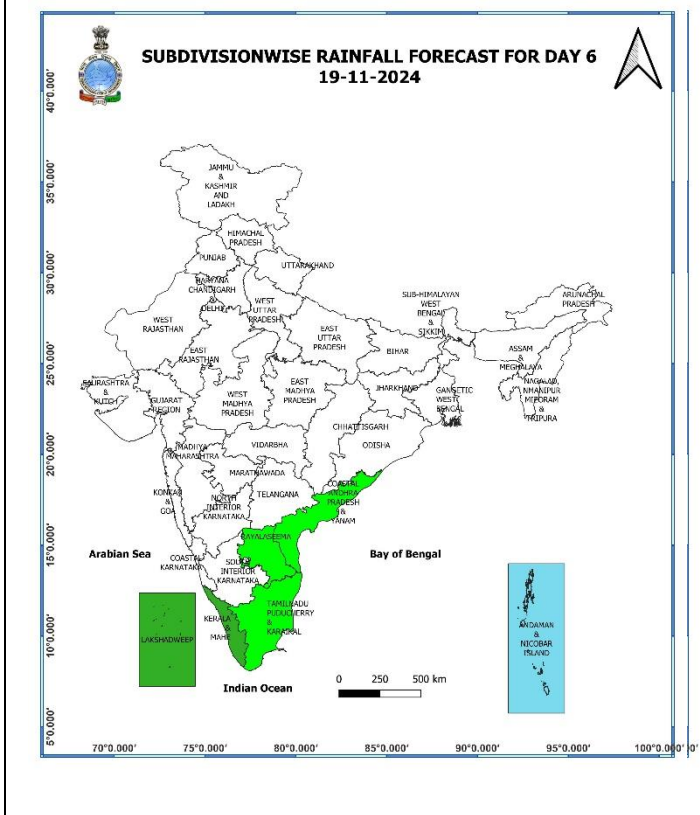 SUBDIVISIONWISE RAINFALL FORECAST FOR DAY 6
19-11-2024
40°0.000'
35°0.000'
30°0.000'
25°0.000'
20°0.000'
15°0.000'
10°0.000'
5°0.000'
JAMMU
&
KASHMIR
AND
LADAKH
HIMACHAL
PRADESH
PUNJAB
UTTARAKHAND
HARYANA
CHANDIGARH
&
DELHI
WEST
UTTAR
PRADESH
SUB-HIMALAYAN
WEST
BENGAL
&
SIKKIM
ARUNACHAL
PRADESH
WEST
RAJASTHAN
EAST
RAJASTHAN
EAST
UTTAR
PRADESH
BIHAR
ASSAM
&
MEGHALAYA
NAGALAD,
NMANIPUR
MIZORAM
&
TRIPURA
SAURASHTRA
&
KUTCH
GUJARAT
REGION
WEST
MADHYA
PRADESH
EAST
MADHYA
PRADESH
JHARKHAND
GANGETIC
WEST
BENGAL
CHHATTISGARH
ODISHA
MADHYA
MAHARASHTRA
VIDARBHA
MARATHAWADA
TELANGANA
KONKAN
&
GOA
NORTH
INTERIOR
KARNATAKA
COASTAL
ANDHRA
PRADESH
&
YANAM
RAYALASEEMA
Arabian Sea
Bay of Bengal
COASTAL
KARNATAKA
SOUTH
INTERIOR
KARNATAKA
TAMILNADU
PUDUCHERRY
&
KARAIKAL
KERALA
&
MAHE
LAKSHADWEEP
ANDAMAN
&
NICOBAR
ISLAND
Indian Ocean
0 250 500 km
70°0.000' 75°0.000' 80°0.000' 85°0.000' 90°0.000' 95°0.000' 100°0.000'